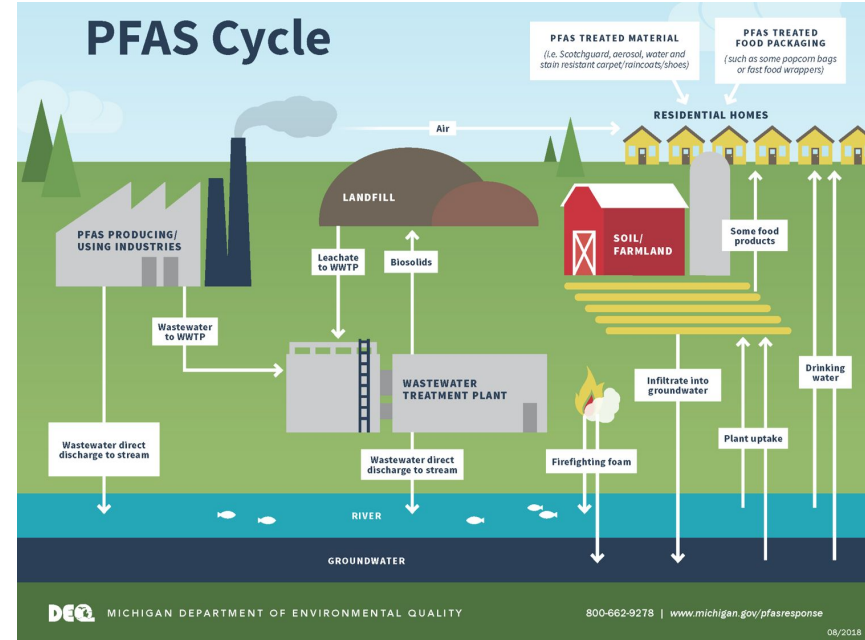 PFAS Cycle
PFAS TREATED MATERIAL
(i.e. Scotchguard, aerosol, water and
stain resistant carpet/raincoats/shoes)
PFAS TREATED
FOOD PACKAGING
(such as some popcorn bags
or fast food wrappers)
RESIDENTIAL HOMES
Air
LANDFILL
PFAS PRODUCING/
USING INDUSTRIES
SOIL/
FARMLAND
Some food
products
Leachate
to WWTP
Biosolids
Wastewater
to WWTP
WASTEWATER
TREATMENT PLANT
Infiltrate into
groundwater
Drinking
water
Plant uptake
Wastewater direct
discharge to stream
Wastewater direct
discharge to stream
Firefighting foam
RIVER
GROUNDWATER
DEQ MICHIGAN DEPARTMENT OF ENVIRONMENTAL QUALITY
800-662-9278 | www.michigan.gov/pfasresponse
08/2018